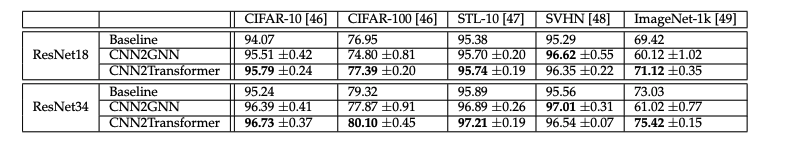 CIFAR-10 [46] CIFAR-100 [46] STL-10 [47] SVHN [48] ImageNet-1k [49]
Baseline 94.07 76.95 95.38 95.29 69.42
ResNet18 CNN2GNN 95.51 ±0.42 74.80 ±0.81 95.70 ±0.20 96.62 ±0.55 60.12 ±1.02
CNN2Transformer 95.79 ±0.24 77.39 ±0.20 95.74 ±0.19 96.35 ±0.22 71.12 ±0.35
Baseline 95.24 79.32 95.89 95.56 73.03
ResNet34 CNN2GNN 96.39 ±0.41 77.87 ±0.91 96.89 ±0.26 97.01 ±0.31 61.02 ±0.77
CNN2Transformer 96.73 ±0.37 80.10 ±0.45 97.21 ±0.19 96.54 ±0.07 75.42 ±0.15